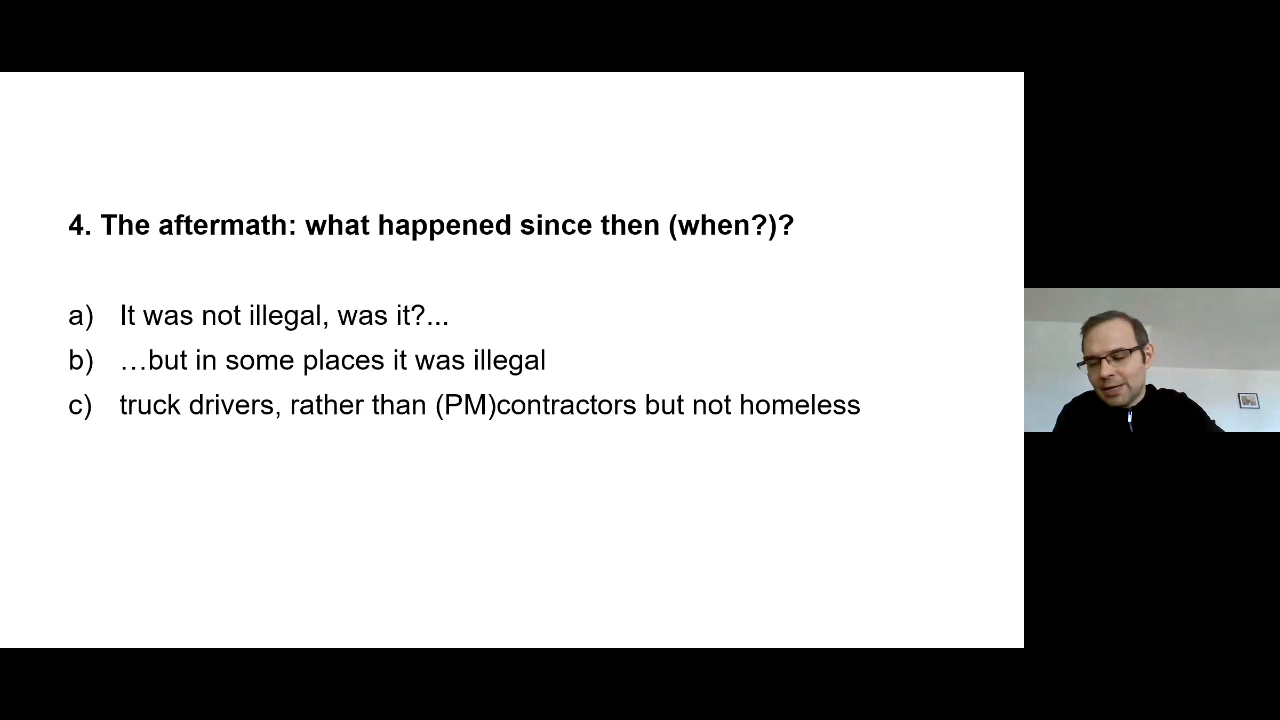 4. The aftermath: what happened since then (when?)?
a) It was not illegal, was it?...
b) …but in some places it was illegal
c) truck drivers, rather than (PM)contractors but not homeless